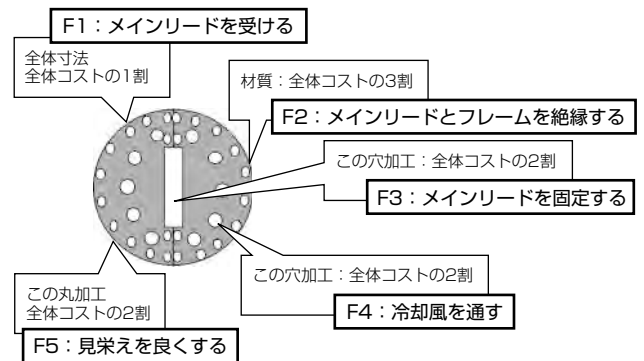 F1：メインリードを受ける
全体寸法
全体コストの1割
材質：全体コストの3割
F2：メインリードとフレームを絶縁する
この穴加工：全体コストの2割
F3：メインリードを固定する
この穴加工：全体コストの2割
F4：冷却風を通す
この丸加工
全体コストの2割
F5：見栄えを良くする